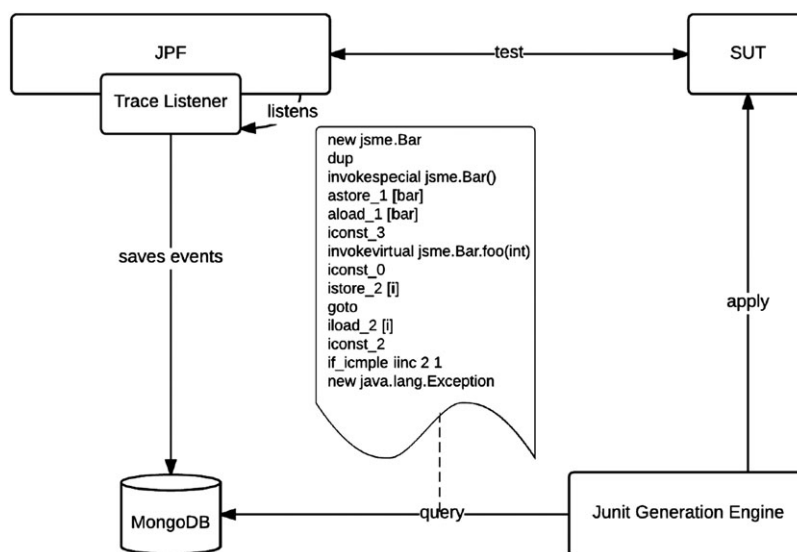 JPF
test
SUT
Trace Listener
listens
new jsme.Bar
dup
invokespecial jsme.Bar()
astore_1 [bar]
aload_1 [bar]
iconst_3
invokevirtual jsme.Bar.foo(int)
iconst_0
istore_2 [i]
goto
iload_2 [i]
iconst_2
if_icmple iinc 2 1
new java.lang.Exception
saves events
apply
MongoDB
query
Junit Generation Engine